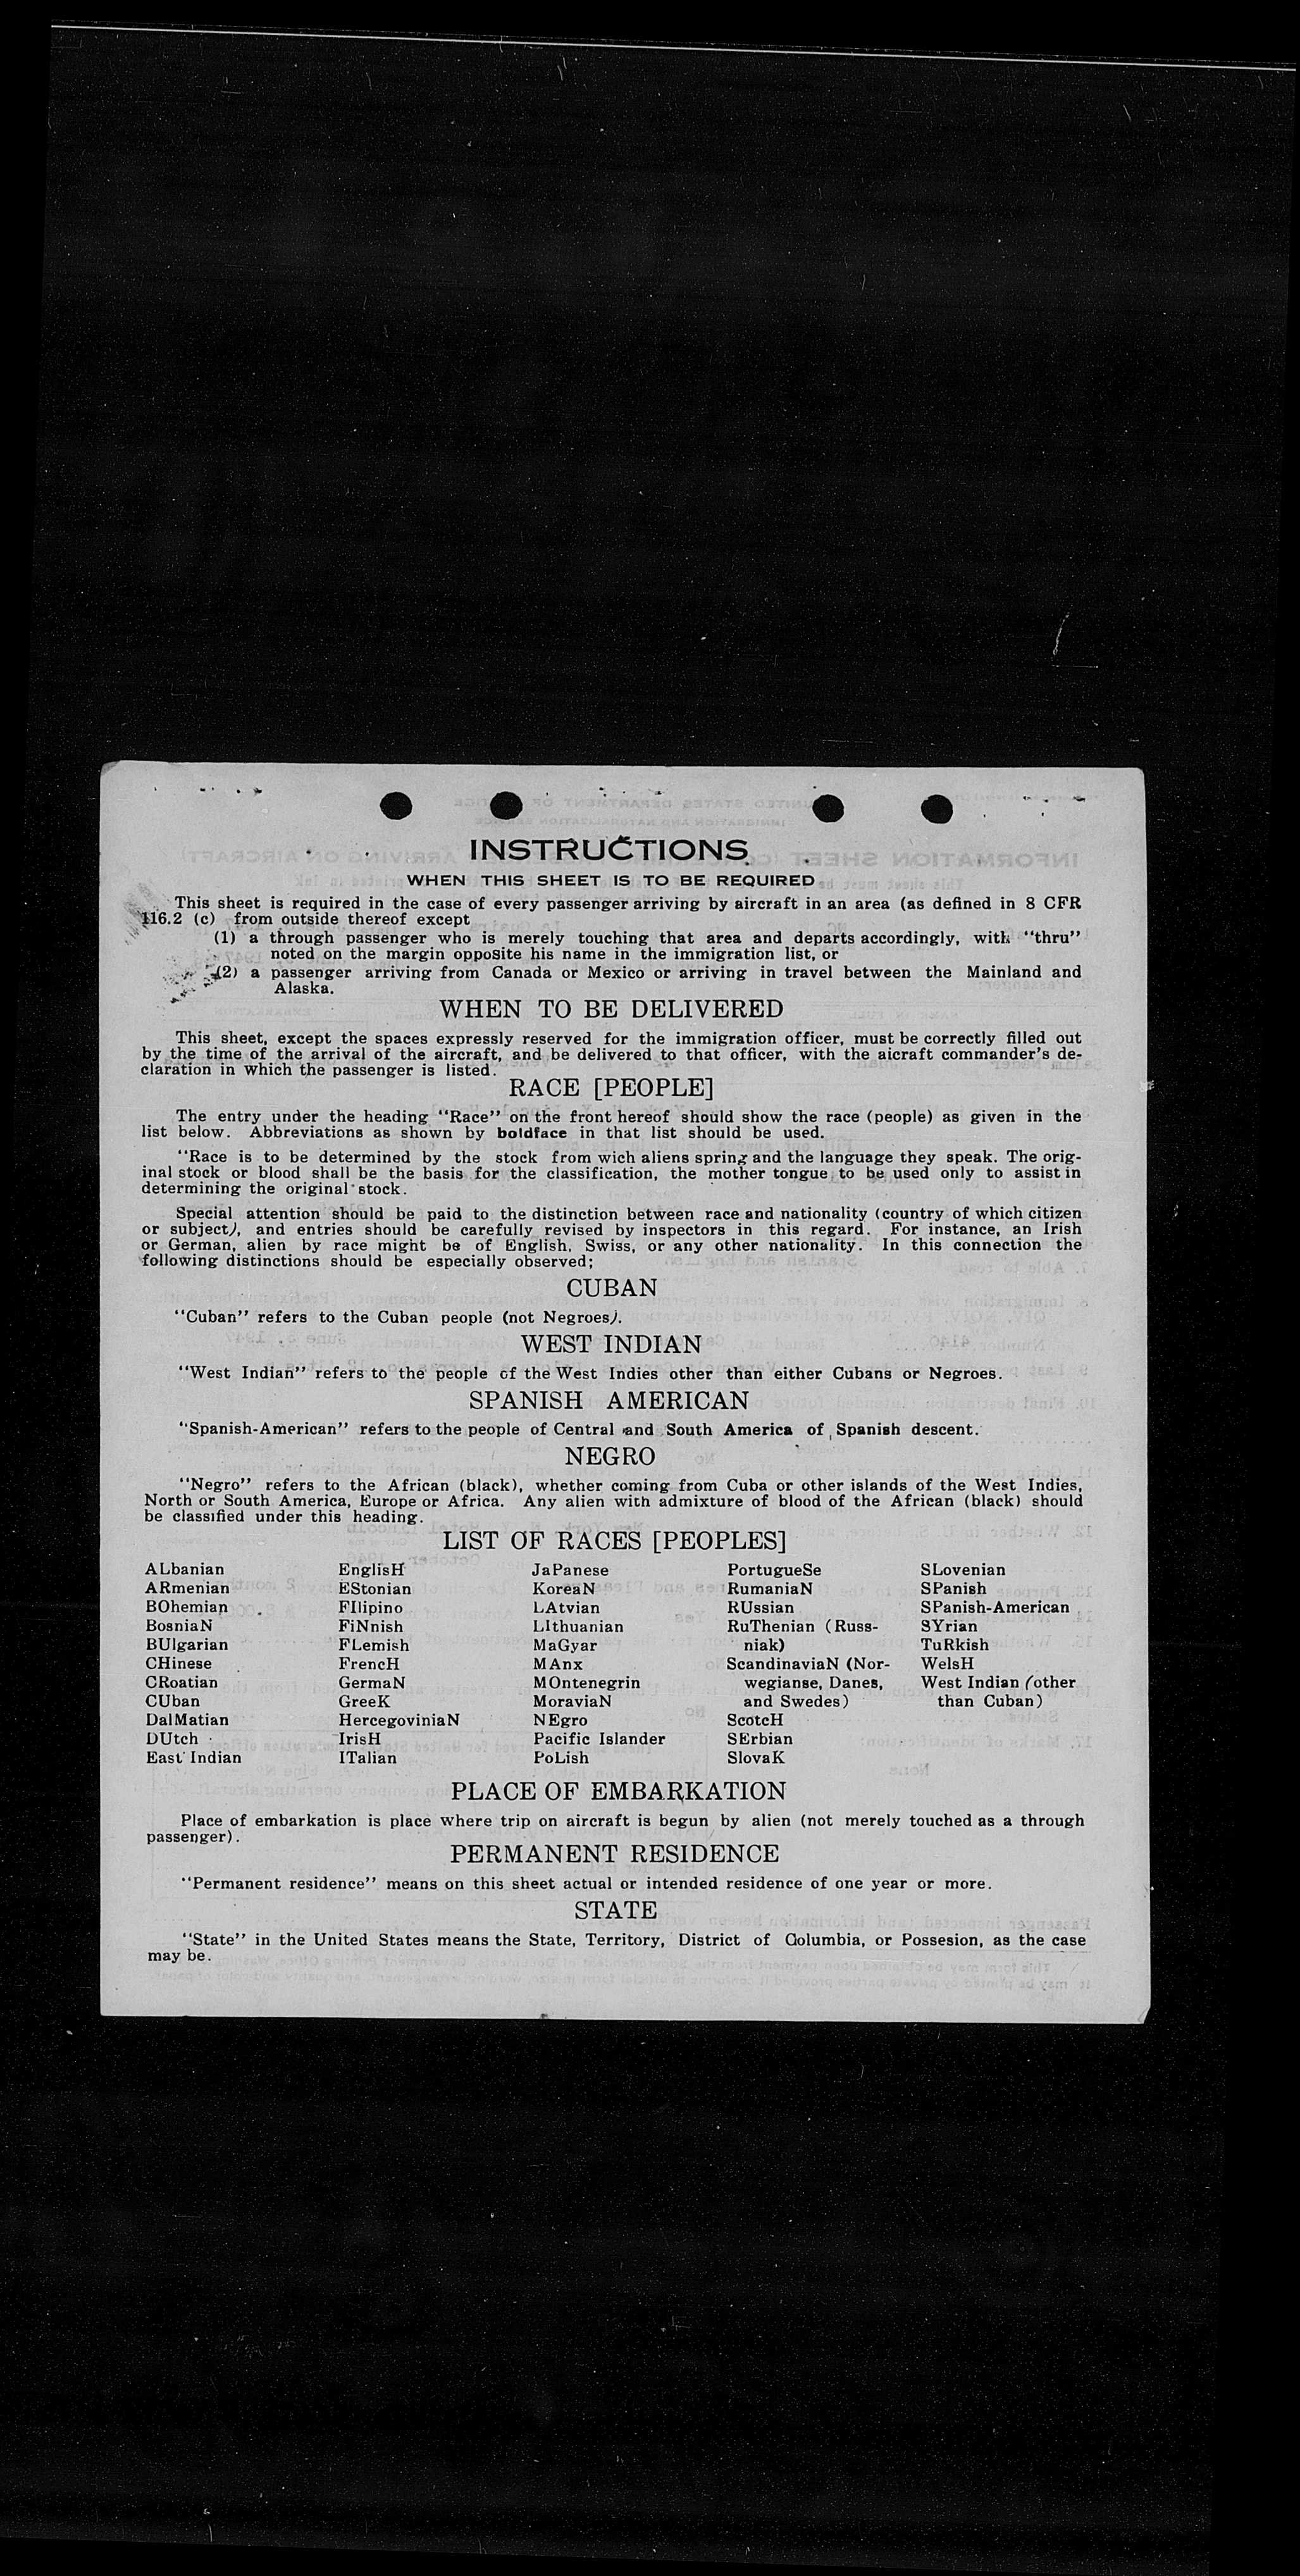 INSTRUCTIONS
WHEN THIS SHEET IS TO BE REQUIRED
This sheet is required in the case of every passenger arriving by aircraft in an area (as defined in 8 CFR
116.2 (c) from outside thereof except
(1) a through passenger who is merely touching that area and departs accordingly, with "thru"
noted on the margin opposite his name in the immigration list, or
(2) a passenger arriving from Canada or Mexico or arriving in travel between the Mainland and
Alaska.
WHEN TO BE DELIVERED
This sheet, except the spaces expressly reserved for the immigration officer, must be correctly filled out
by the time of the arrival of the aircraft, and be delivered to that officer, with the aicraft commander's de-
claration in which the passenger is listed.
RACE [PEOPLE]
The entry under the heading "Race" on the front hereof should show the race (people) as given in the
list below. Abbreviations as shown by boldface in that list should be used.
"Race is to be determined by the stock from wich aliens spring and the language they speak. The orig-
inal stock or blood shall be the basis for the classification, the mother tongue to be used only to assist in
determining the original stock.
Special attention should be paid to the distinction between race and nationality (country of which citizen
or subject), and entries should be carefully revised by inspectors in this regard. For instance, an Irish
or German, alien by race might be of English, Swiss, or any other nationality. In this connection the
following distinctions should be especially observed;
CUBAN
"Cuban" refers to the Cuban people (not Negroes).
WEST INDIAN
"West Indian" refers to the people of the West Indies other than either Cubans or Negroes.
SPANISH AMERICAN
"Spanish-American" refers to the people of Central and South America of Spanish descent.
NEGRO
"Negro" refers to the African (black), whether coming from Cuba or other islands of the West Indies,
North or South America, Europe or Africa. Any alien with admixture of blood of the African (black) should
be classified under this heading.
LIST OF RACES [PEOPLES]
ALbanian EnglisH JaPanese PortugueSe SLovenian
ARmenian EStonian KoreaN RumaniaN SPanish
BOhemian FIlipino LAtvian RUssian SPanish-American
BosniaN FiNnish LIthuanian RuThenian (Russ- SYrian
BUlgarian FLemish MaGyar niak) TuRkish
CHinese FrencH MAnx ScandinaviaN (Nor- WelsH
CRoatian GermaN MOntenegrin wegianse, Danes, West Indian (other
CUban GreeK MoraviaN and Swedes) than Cuban)
DalMatian HercegoviniaN NEgro ScotcH
DUtch IrisH Pacific Islander SErbian
East Indian ITalian PoLish SlovaK
PLACE OF EMBARKATION
Place of embarkation is place where trip on aircraft is begun by alien (not merely touched as a through
passenger).
PERMANENT RESIDENCE
"Permanent residence" means on this sheet actual or intended residence of one year or more.
STATE
"State" in the United States means the State, Territory, District of Columbia, or Possesion, as the case
may be.